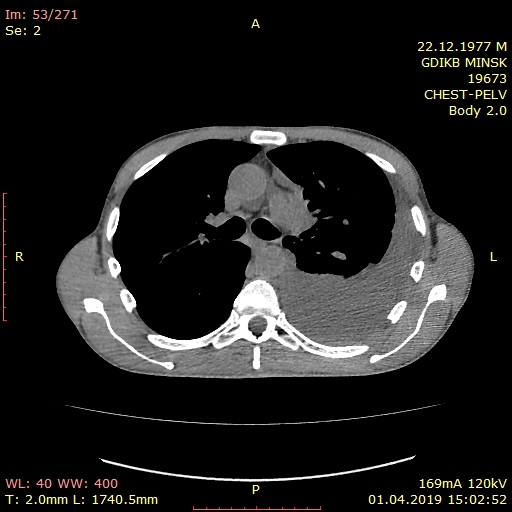 Im: 53/271
Se: 2
A
22.12.1977 M
GDIKB MINSK
19673
CHEST-PELV
Body 2.0
R
L
WL: 40 WW: 400
T: 2.0mm L: 1740.5mm
P
169mA 120kV
01.04.2019 15:02:52